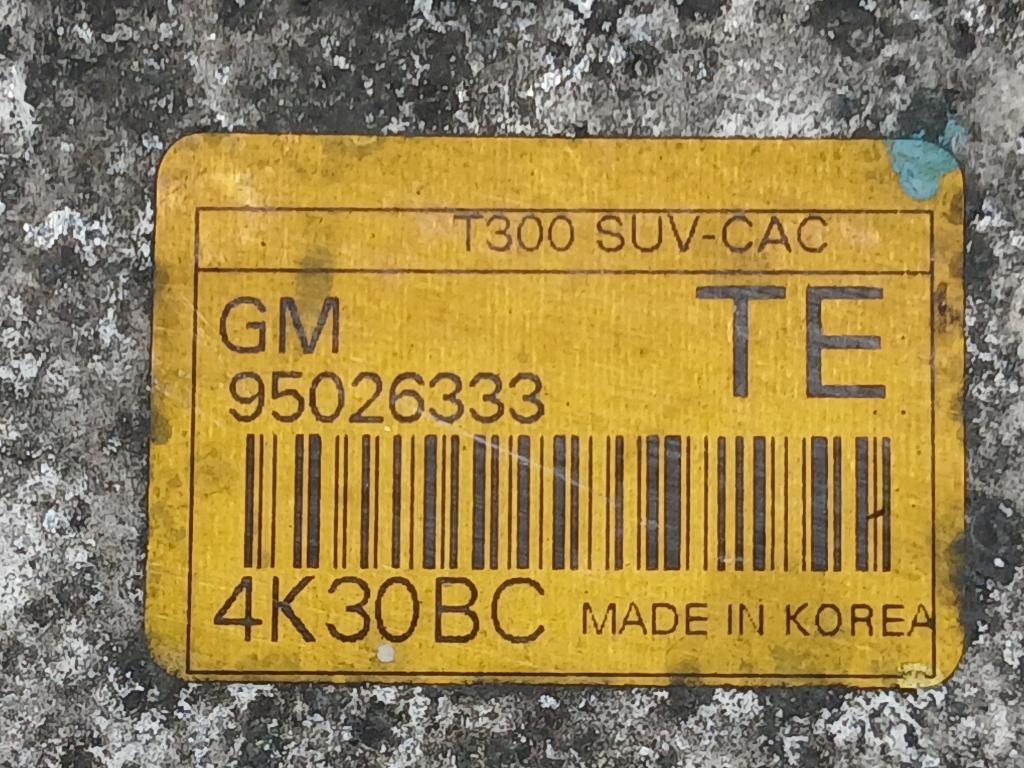 T300 SUV-CAC
GM
TE
95026333
4K30BC
MADE IN KOREA